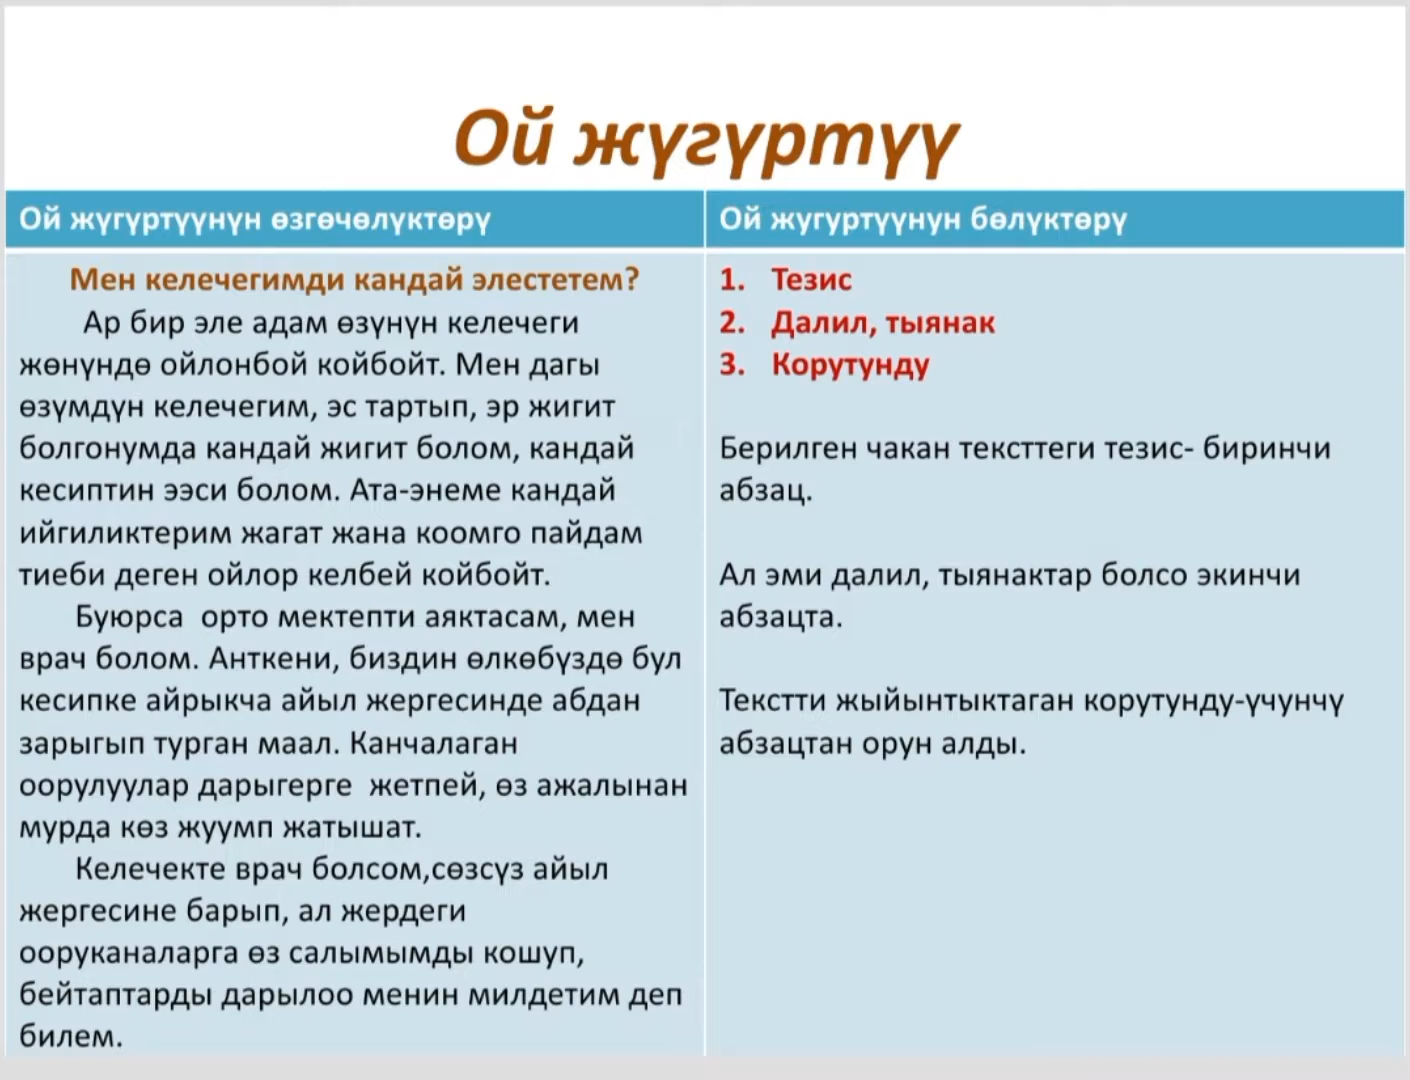 Ой жүгүртүү
Ой жүгүртүүнүн өзгөчөлүктөрү
Мен келечегимди кандай элестетем?
Ар бир эле адам өзүнүн келечеги
жөнүндө ойлонбой койбойт. Мен дагы
өзүмдүн келечегим, эс тартып, эр жигит
болгонумда кандай жигит болом, кандай
кесиптин ээси болом. Ата-энеме кандай
ийгиликтерим жагат жана коомго пайдам
тиеби деген ойлор келбей койбойт.
Буюрса  орто мектепти аяктасам, мен
врач болом. Анткени, биздин өлкөбүздө бул
кесипке айрыкча айыл жергесинде абдан
зарыгып турган маал. Канчалаган
оорулуулар дарыгерге  жетпей, өз ажалынан
мурда көз жуумп жатышат.
Келечекте врач болсом,сөзсүз айыл
жергесине барып, ал жердеги
ооруканаларга өз салымымды кошуп,
бейтаптарды дарылоо менин милдетим деп
билем.
Ой жугуртүүнун бөлүктөрү
1. Тезис
2. Далил, тыянак
3. Корутунду
Берилген чакан тексттеги тезис- биринчи
абзац.
Ал эми далил, тыянактар болсо экинчи
абзацта.
Текстти жыйынтыктаган корутунду-үчунчү
абзацтан орун алды.